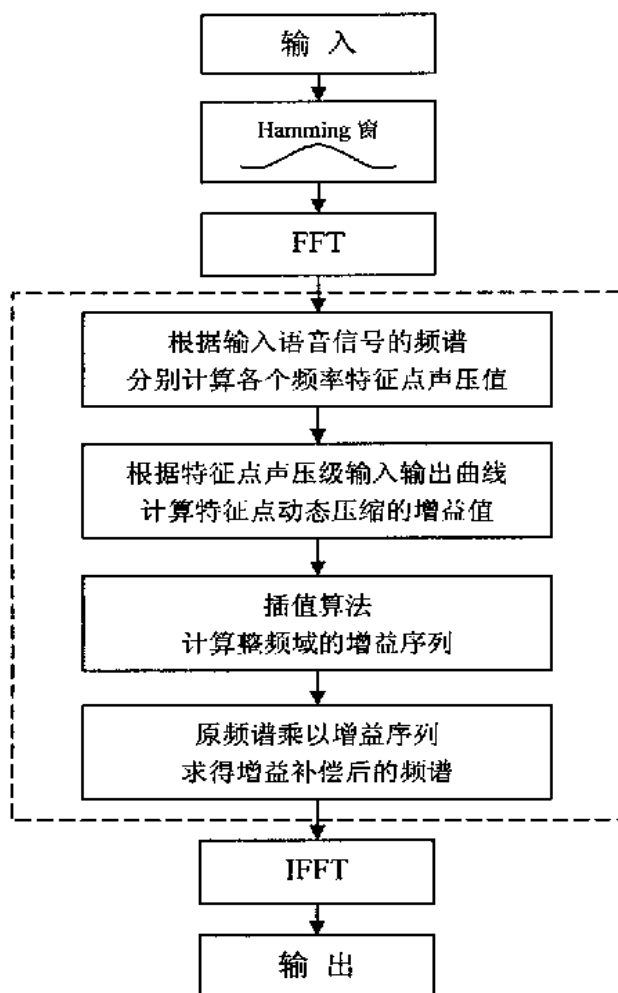 输 入
Hamming 窗
FFT
根据输入语音信号的频谱
分别计算各个频率特征点声压值
根据特征点声压级输入输出曲线
计算特征点动态压缩的增益值
插值算法
计算整频域的增益序列
原频谱乘以增益序列
求得增益补偿后的频谱
IFFT
输 出